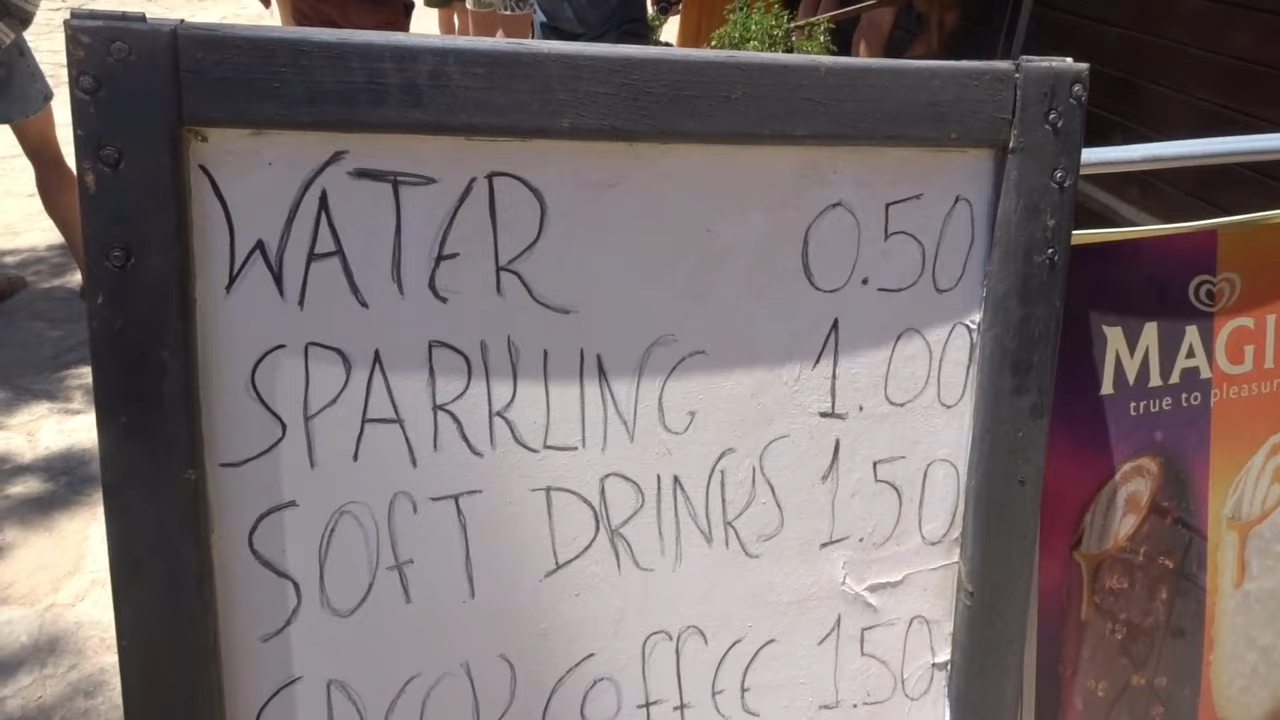 WATER 0.50
SPARKLING 1.00
SOFT DRINKS 1.50
COFFEE 1.50
MAGI
true to pleasur